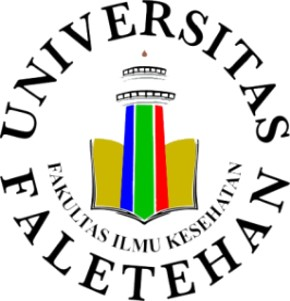 UNIVERSITAS
FAKULTAS ILMU KESEHATAN
FALETEHAN